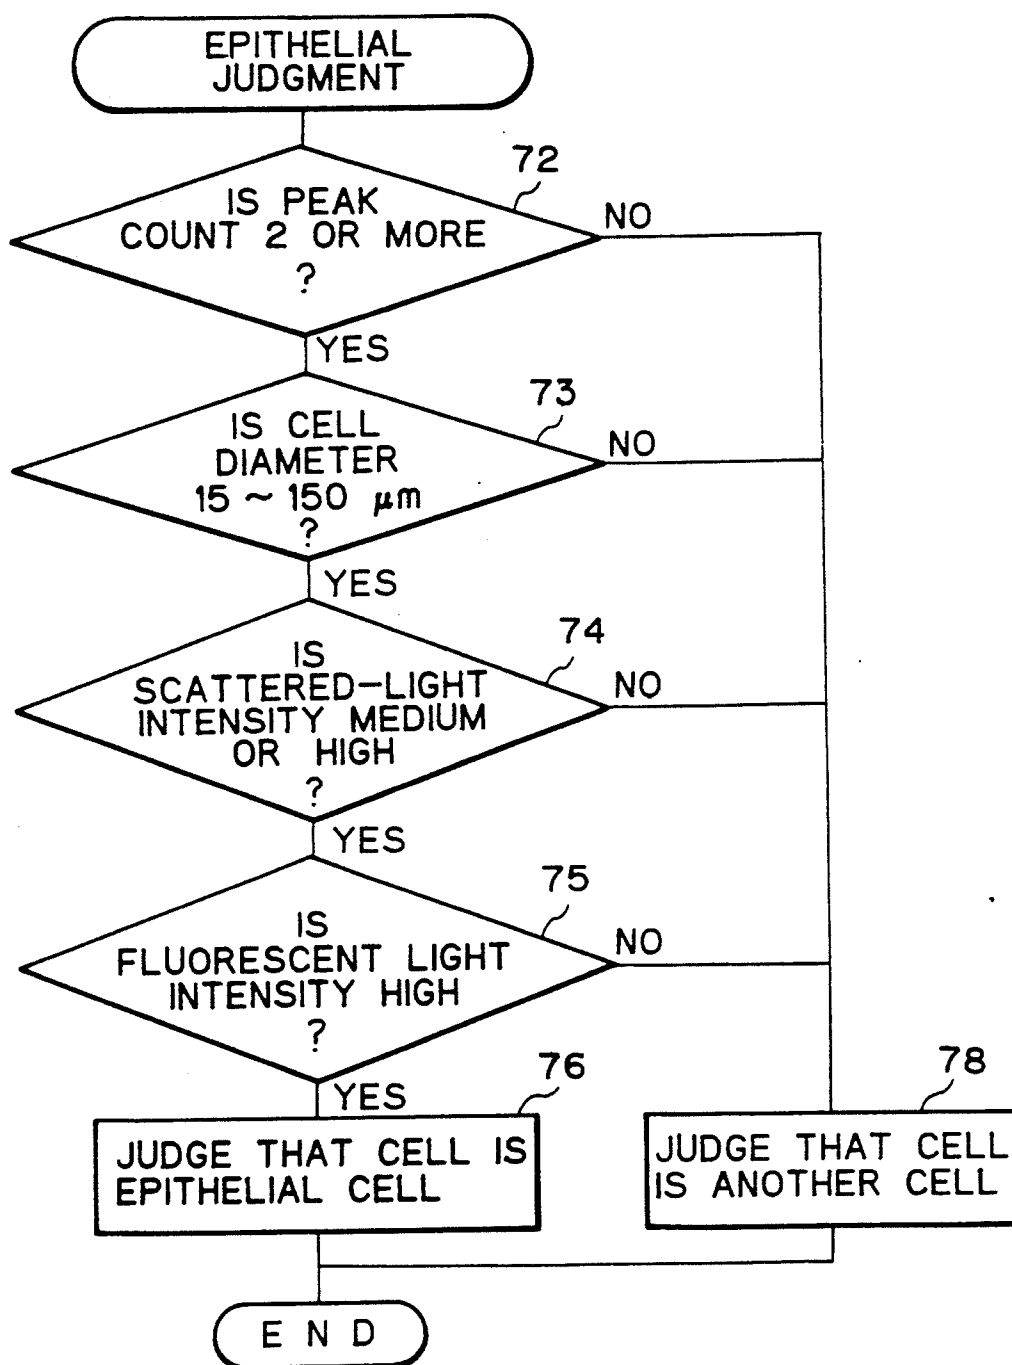 EPITHELIAL
JUDGMENT
72
IS PEAK
COUNT 2 OR MORE
?
NO
YES
73
IS CELL
DIAMETER
15 ~ 150 μm
?
NO
YES
74
IS
SCATTERED-LIGHT
INTENSITY MEDIUM
OR HIGH
?
NO
YES
75
IS
FLUORESCENT LIGHT
INTENSITY HIGH
?
NO
YES
76
JUDGE THAT CELL IS
EPITHELIAL CELL
78
JUDGE THAT CELL
IS ANOTHER CELL
END